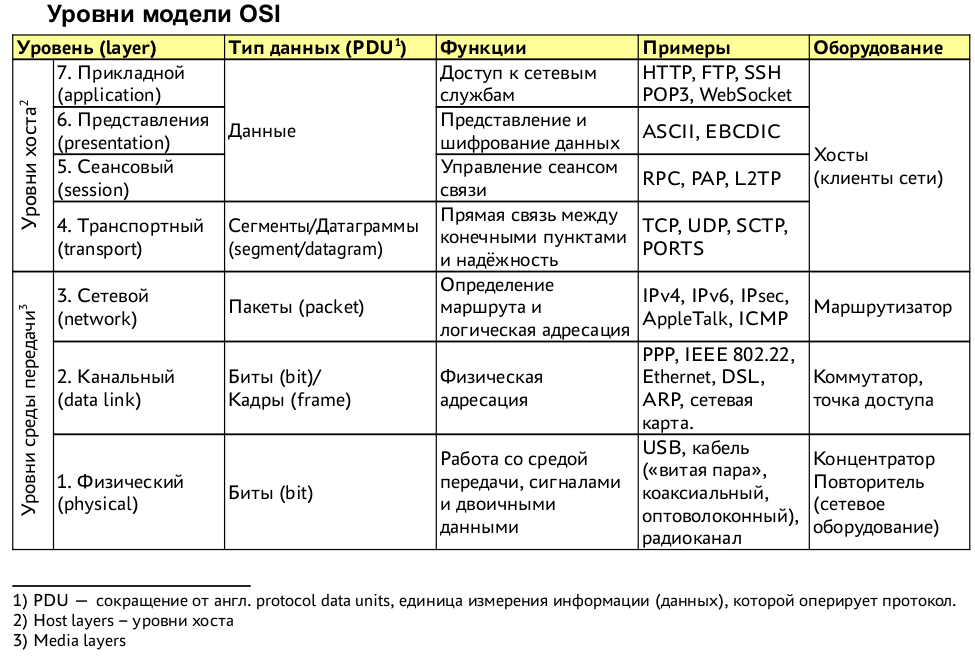 Уровни модели OSI
Уровень (layer) Тип данных (PDU¹) Функции Примеры Оборудование
Уровни хоста²
7. Прикладной
(application)
Данные
Доступ к сетевым
службам
HTTP, FTP, SSH
POP3, WebSocket
Хосты
(клиенты сети)
6. Представления
(presentation)
Представление и
шифрование данных
ASCII, EBCDIC
5. Сеансовый
(session)
Управление сеансом
связи
RPC, PAP, L2TP
4. Транспортный
(transport)
Сегменты/Датаграммы
(segment/datagram)
Прямая связь между
конечными пунктами
и надёжность
TCP, UDP, SCTP,
PORTS
Уровни среды передачи³
3. Сетевой
(network)
Пакеты (packet)
Определение
маршрута и
логическая адресация
IPv4, IPv6, IPsec,
AppleTalk, ICMP
Маршрутизатор
2. Канальный
(data link)
Биты (bit)/
Кадры (frame)
Физическая
адресация
PPP, IEEE 802.22,
Ethernet, DSL,
ARP, сетевая
карта.
Коммутатор,
точка доступа
1. Физический
(physical)
Биты (bit)
Работа со средой
передачи, сигналами
и двоичными
данными
USB, кабель
(«витая пара»,
коаксиальный,
оптоволоконный),
радиоканал
Концентратор
Повторитель
(сетевое
оборудование)
1) PDU — сокращение от англ. protocol data units, единица измерения информации (данных), которой оперирует протокол.
2) Host layers – уровни хоста
3) Media layers